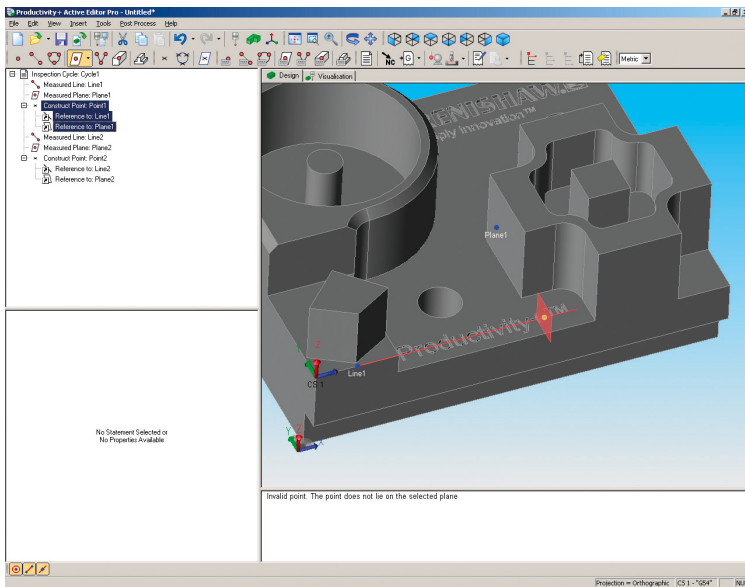 Productivity+ Active Editor Pro - Untitled*
File Edit View Insert Tools Post Process Help
NC +G Metric
Inspection Cycle: Cycle1
Measured Line: Line1
Measured Plane: Plane1
Construct Point: Point1
Reference to: Line1
Reference to: Plane1
Measured Line: Line2
Measured Plane: Plane2
Construct Point: Point2
Reference to: Line2
Reference to: Plane2
No Statement Selected or
No Properties Available
Design Visualisation
ENISHAW
ply innovation™
Plane1
Productivity+™
Z
Line1
CS 1
Y Z
X
Invalid point. The point does not lie on the selected plane
Projection = Orthographic CS 1 - "G54" NU